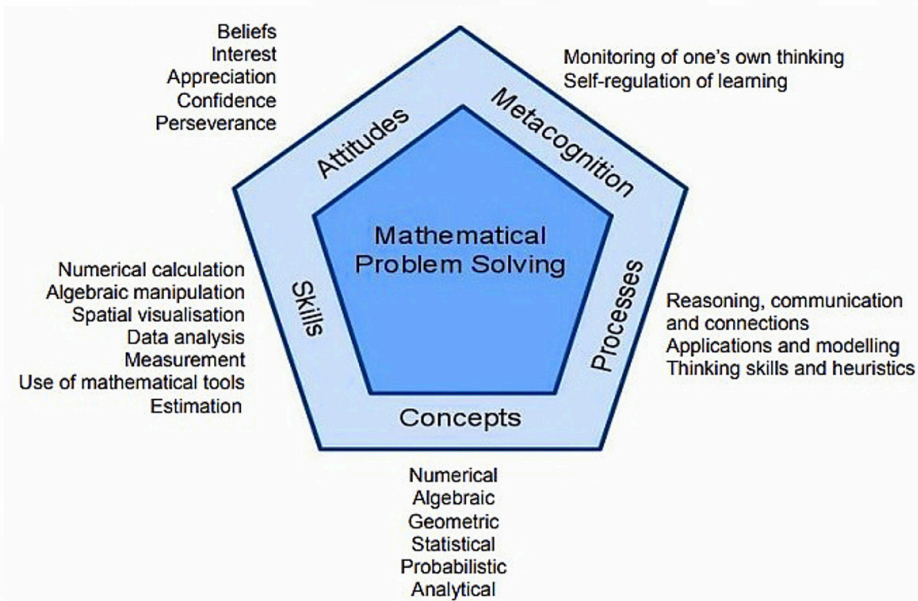 Beliefs
Interest
Appreciation
Confidence
Perseverance
Monitoring of one's own thinking
Self-regulation of learning
Attitudes
Metacognition
Mathematical
Problem Solving
Numerical calculation
Algebraic manipulation
Spatial visualisation
Data analysis
Measurement
Use of mathematical tools
Estimation
Skills
Processes
Reasoning, communication
and connections
Applications and modelling
Thinking skills and heuristics
Concepts
Numerical
Algebraic
Geometric
Statistical
Probabilistic
Analytical